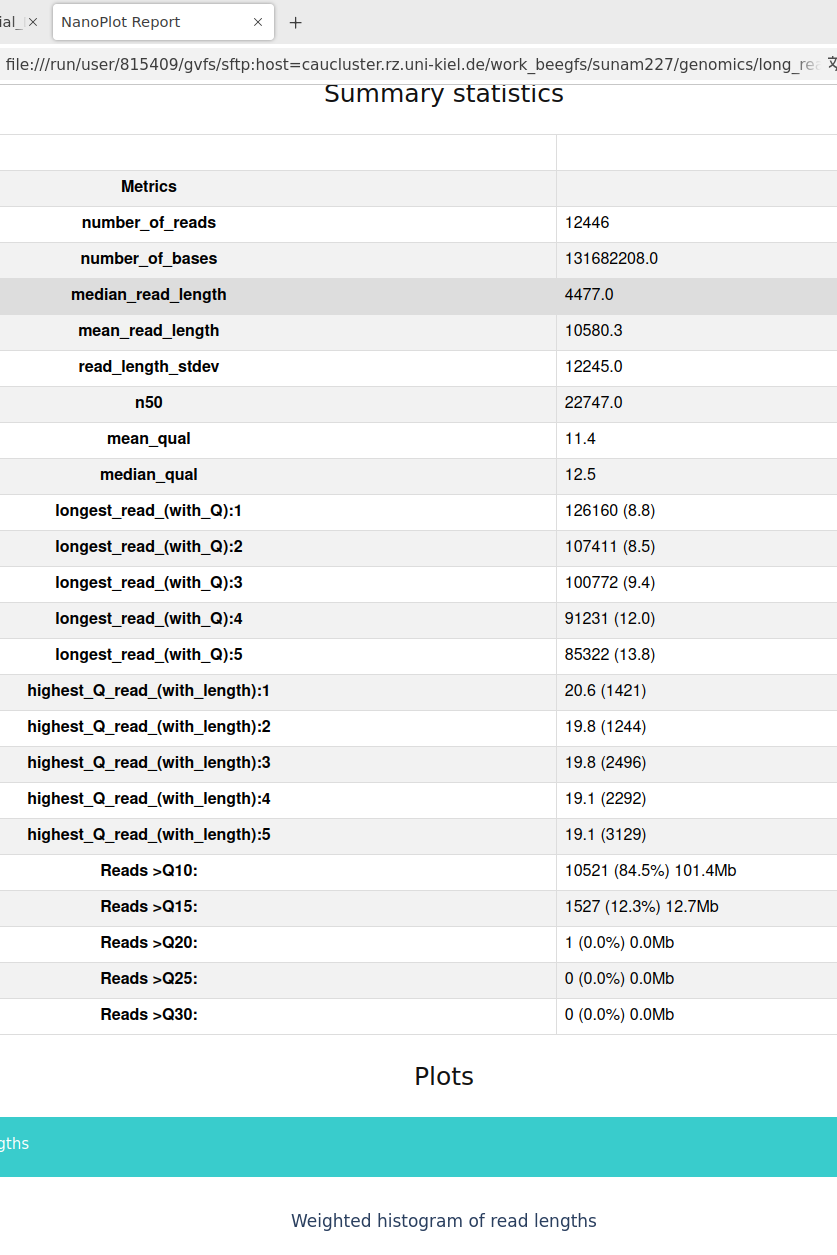 ial_
NanoPlot Report
file:///run/user/815409/gvfs/sftp:host=caucluster.rz.uni-kiel.de/work_beegfs/sunam227/genomics/long_rea
Summary statistics
Metrics
number_of_reads 12446
number_of_bases 131682208.0
median_read_length 4477.0
mean_read_length 10580.3
read_length_stdev 12245.0
n50 22747.0
mean_qual 11.4
median_qual 12.5
longest_read_(with_Q):1 126160 (8.8)
longest_read_(with_Q):2 107411 (8.5)
longest_read_(with_Q):3 100772 (9.4)
longest_read_(with_Q):4 91231 (12.0)
longest_read_(with_Q):5 85322 (13.8)
highest_Q_read_(with_length):1 20.6 (1421)
highest_Q_read_(with_length):2 19.8 (1244)
highest_Q_read_(with_length):3 19.8 (2496)
highest_Q_read_(with_length):4 19.1 (2292)
highest_Q_read_(with_length):5 19.1 (3129)
Reads >Q10: 10521 (84.5%) 101.4Mb
Reads >Q15: 1527 (12.3%) 12.7Mb
Reads >Q20: 1 (0.0%) 0.0Mb
Reads >Q25: 0 (0.0%) 0.0Mb
Reads >Q30: 0 (0.0%) 0.0Mb
Plots
gths
Weighted histogram of read lengths